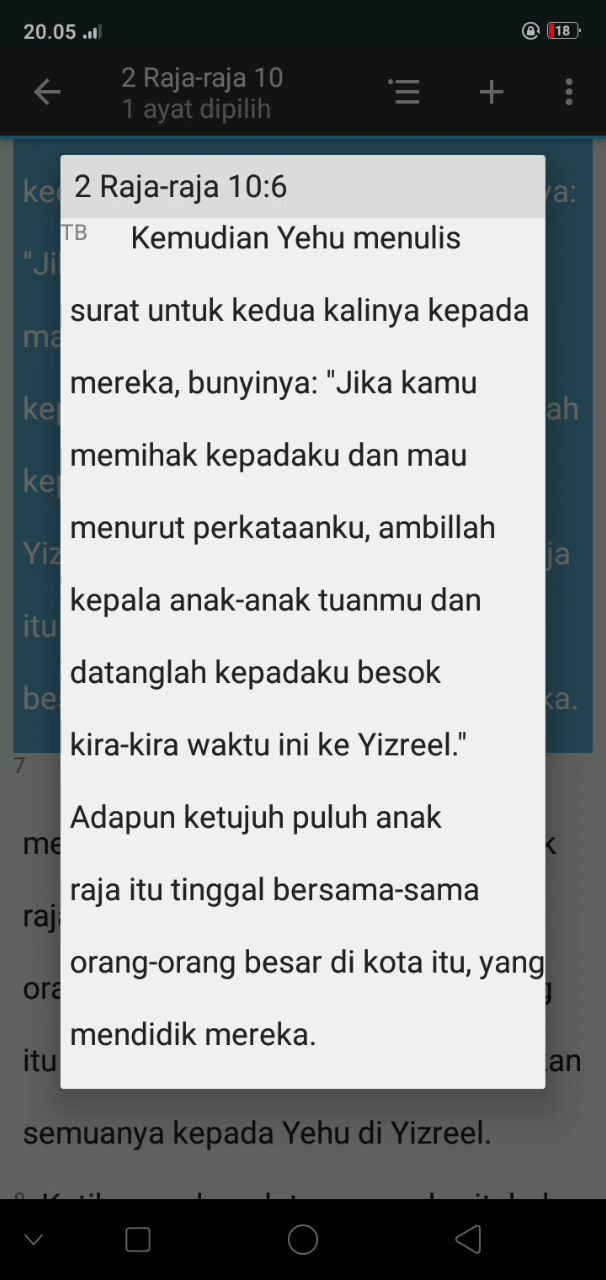 20.05
18
2 Raja-raja 10
1 ayat dipilih
2 Raja-raja 10:6
TB Kemudian Yehu menulis
surat untuk kedua kalinya kepada
mereka, bunyinya: "Jika kamu
memihak kepadaku dan mau
menurut perkataanku, ambillah
kepala anak-anak tuanmu dan
datanglah kepadaku besok
kira-kira waktu ini ke Yizreel."
Adapun ketujuh puluh anak
raja itu tinggal bersama-sama
orang-orang besar di kota itu, yang
mendidik mereka.
7
itu
semuanya kepada Yehu di Yizreel.